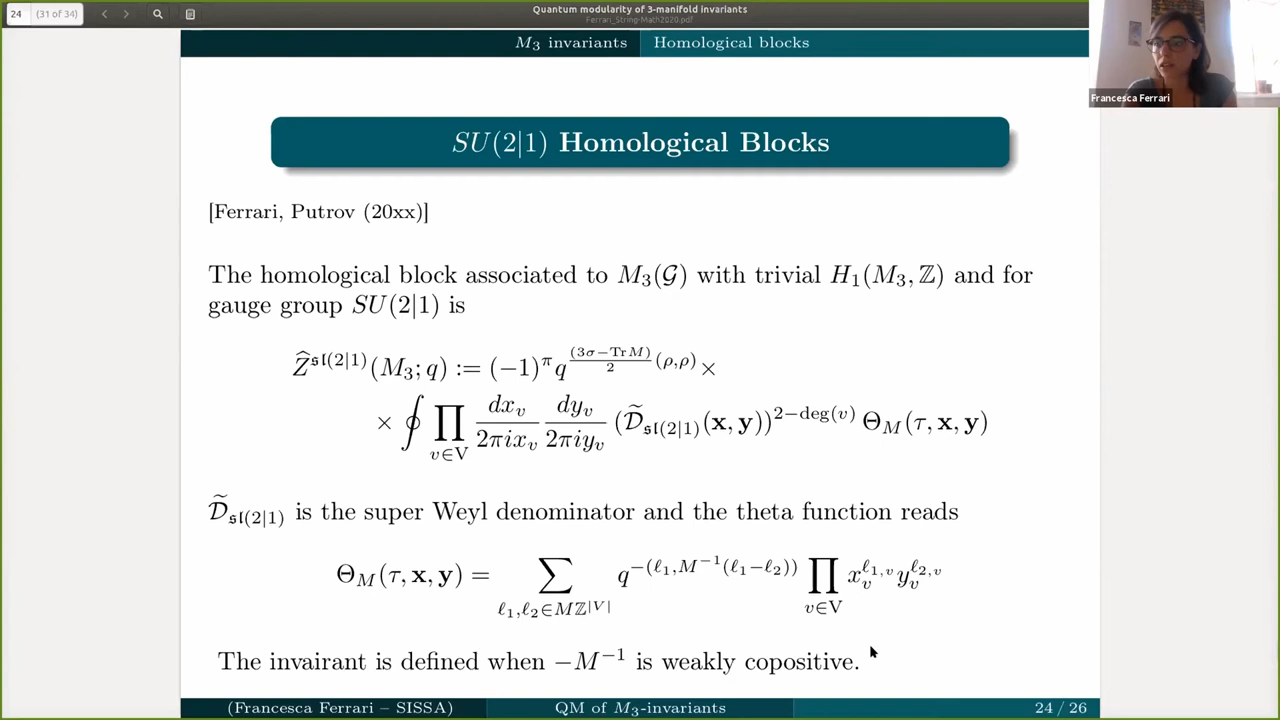 24 (31 of 34)
Quantum modularity of 3-manifold invariants
Ferrari_String-Math2020.pdf
M₃ invariants Homological blocks
Francesca Ferrari
SU(2|1) Homological Blocks
[Ferrari, Putrov (20xx)]
The homological block associated to M₃(𝒢) with trivial H₁(M₃, ℤ) and for
gauge group SU(2|1) is
Ẑ^{𝔰𝔩(2|1)}(M₃; q) := (−1)^π q^{\frac{(3σ−TrM)}{2}(ρ,ρ)} ×
× ∮ ∏_{v∈V} \frac{dx_v}{2πix_v} \frac{dy_v}{2πiy_v} (𝒟̃_{𝔰𝔩(2|1)}(𝐱, 𝐲))^{2−deg(v)} Θ_M(τ, 𝐱, 𝐲)
𝒟̃_{𝔰𝔩(2|1)} is the super Weyl denominator and the theta function reads
Θ_M(τ, 𝐱, 𝐲) = ∑_{ℓ₁,ℓ₂∈Mℤ^{|V|}} q^{−(ℓ₁,M^{−1}(ℓ₁−ℓ₂))} ∏_{v∈V} x_v^{ℓ_{1,v}} y_v^{ℓ_{2,v}}
The invairant is defined when −M^{−1} is weakly copositive.
(Francesca Ferrari – SISSA) QM of M₃-invariants 24 / 26